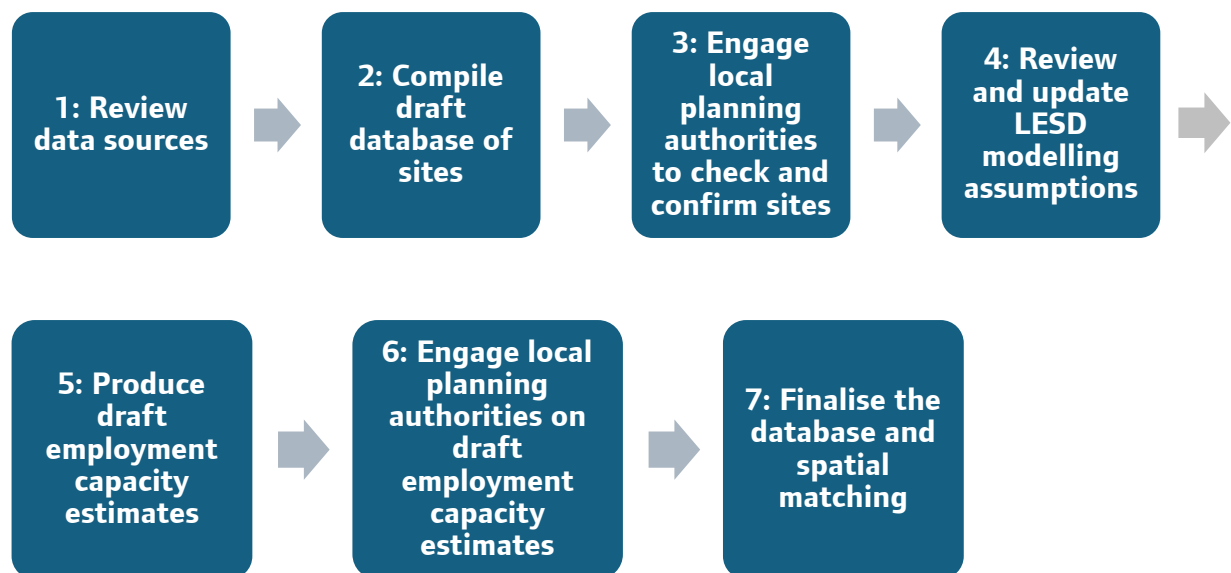 1: Review
data sources
2: Compile
draft
database of
sites
3: Engage
local
planning
authorities
to check and
confirm sites
4: Review
and update
LESD
modelling
assumptions
5: Produce
draft
employment
capacity
estimates
6: Engage local
planning
authorities on
draft
employment
capacity
estimates
7: Finalise the
database and
spatial
matching